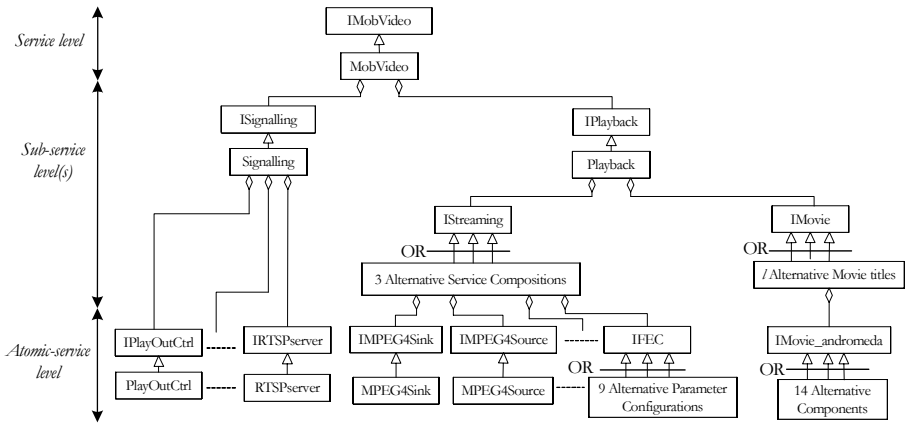 IMobVideo
Service level
MobVideo
ISignalling
IPlayback
Sub-service
level(s)
Signalling
Playback
IStreaming
IMovie
OR
OR
3 Alternative Service Compositions
l Alternative Movie titles
Atomic-service
level
IPlayOutCtrl
IRTSPserver
IMPEG4Sink
IMPEG4Source
IFEC
IMovie_andromeda
OR
OR
PlayOutCtrl
RTSPserver
MPEG4Sink
MPEG4Source
9 Alternative Parameter
Configurations
14 Alternative
Components